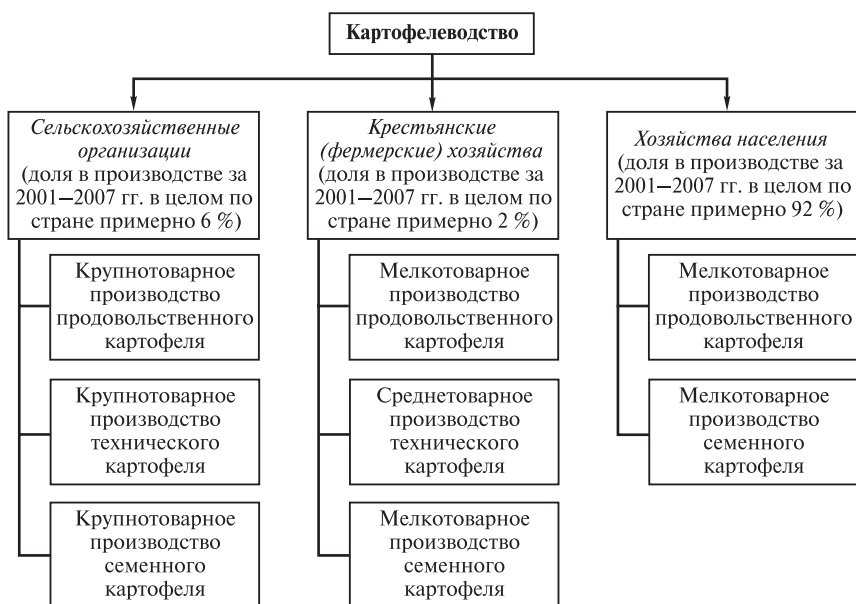 Картофелеводство
Сельскохозяйственные
организации
(доля в производстве за
2001–2007 гг. в целом по
стране примерно 6 %)
Крупнотоварное
производство
продовольственного
картофеля
Крупнотоварное
производство
технического
картофеля
Крупнотоварное
производство
семенного
картофеля
Крестьянские
(фермерские) хозяйства
(доля в производстве за
2001–2007 гг. в целом по
стране примерно 2 %)
Мелкотоварное
производство
продовольственного
картофеля
Среднетоварное
производство
технического
картофеля
Мелкотоварное
производство
семенного
картофеля
Хозяйства населения
(доля в производстве за
2001–2007 гг. в целом по
стране примерно 92 %)
Мелкотоварное
производство
продовольственного
картофеля
Мелкотоварное
производство
семенного
картофеля